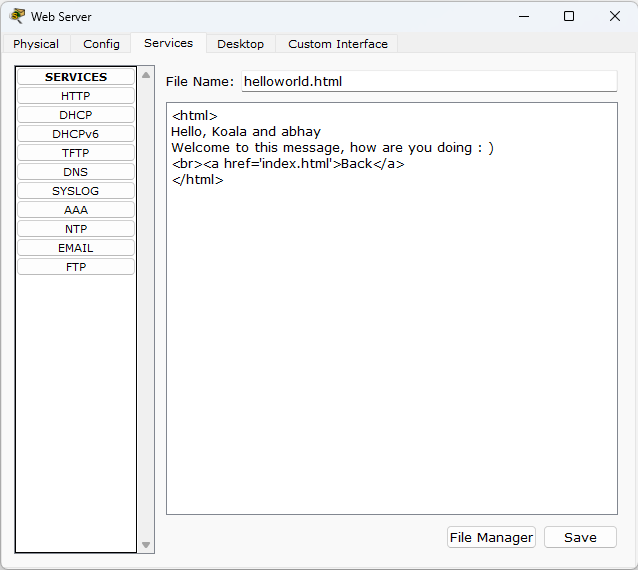 Web Server
Physical Config Services Desktop Custom Interface
SERVICES
HTTP
DHCP
DHCPv6
TFTP
DNS
SYSLOG
AAA
NTP
EMAIL
FTP
File Name: helloworld.html
<html>
Hello, Koala and abhay
Welcome to this message, how are you doing : )
<br><a href='index.html'>Back</a>
</html>
File Manager Save